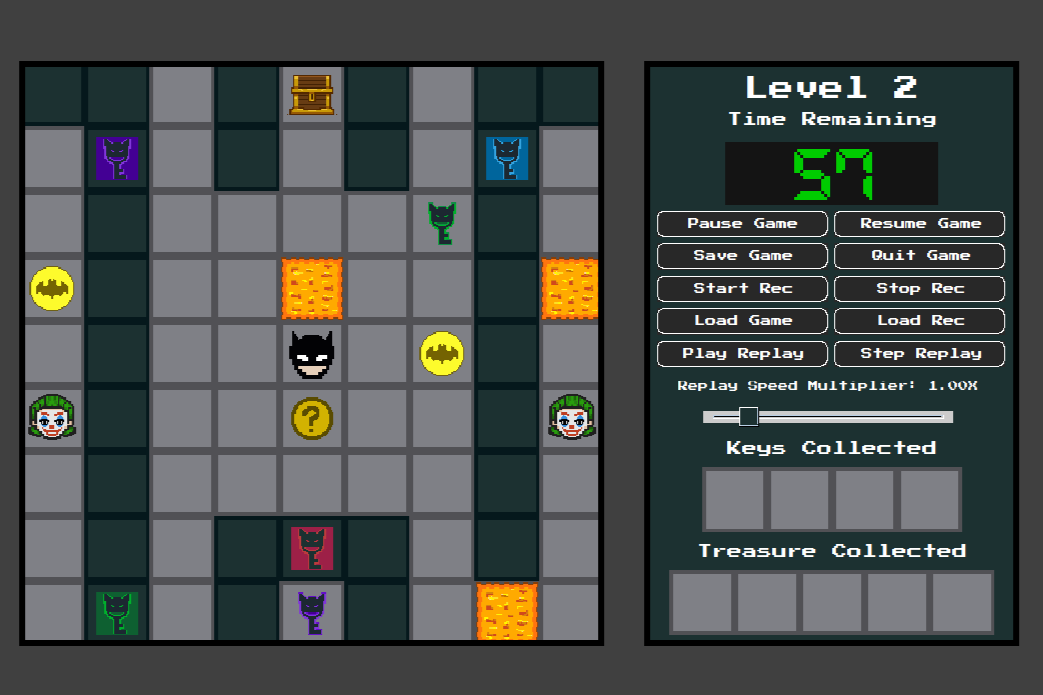 Level 2
Time Remaining
57
Pause Game Resume Game
Save Game Quit Game
Start Rec Stop Rec
Load Game Load Rec
Play Replay Step Replay
Replay Speed Multiplier: 1.00X
?
Keys Collected
Treasure Collected